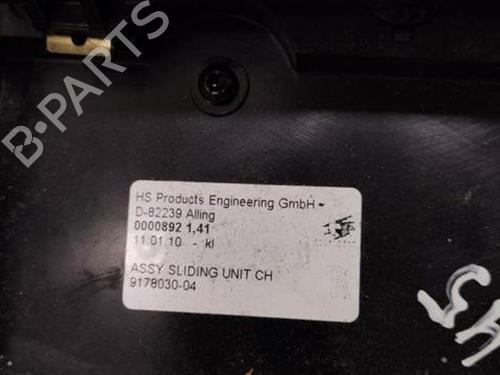 B-PARTS
HS Products Engineering GmbH -
D-82239 Alling
0000892 1,41
11.01.10 - kl
ASSY SLIDING UNIT CH
9178030-04